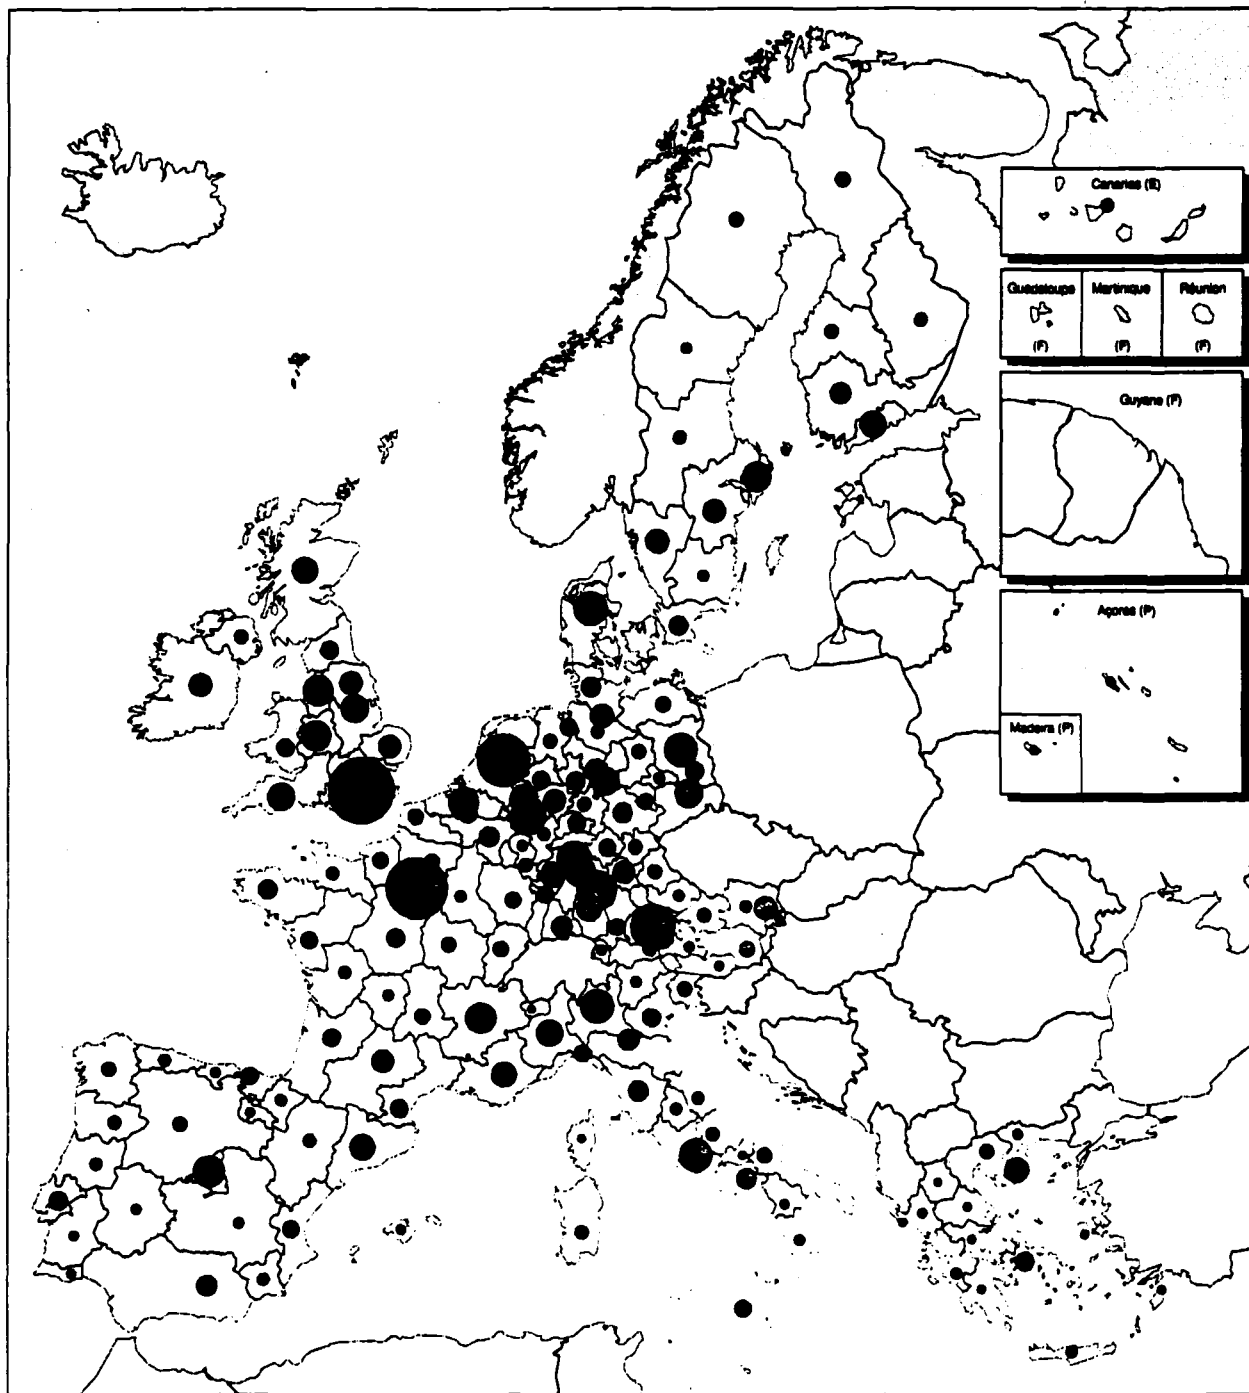 Canarias (E)
Guadeloupe Martinique Réunion
(F) (F) (F)
Guyane (F)
Açores (P)
Madeira (P)